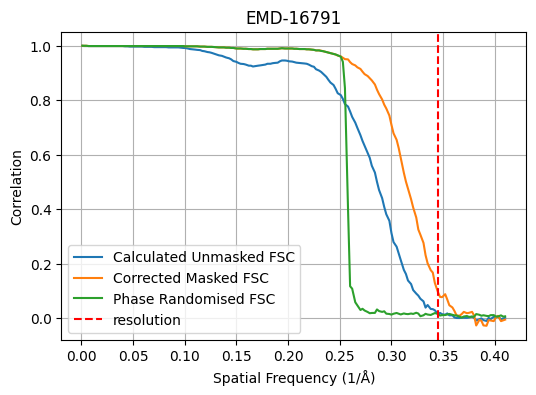 EMD-16791
1.0
0.8
0.6
0.4
0.2
0.0
Correlation
Calculated Unmasked FSC
Corrected Masked FSC
Phase Randomised FSC
resolution
0.00 0.05 0.10 0.15 0.20 0.25 0.30 0.35 0.40
Spatial Frequency (1/Å)